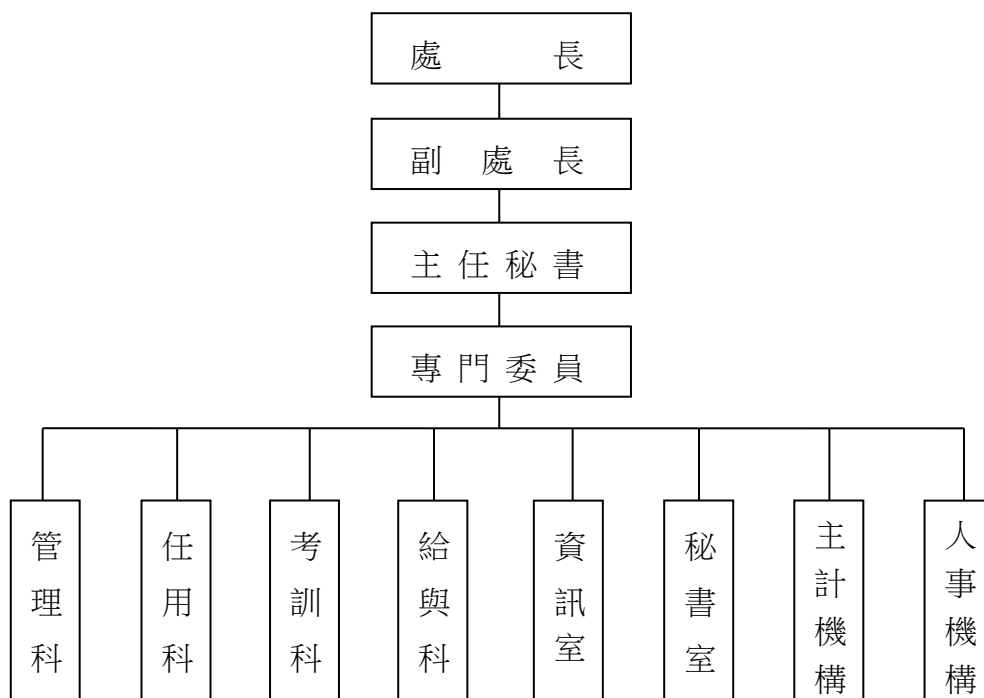 處長
副處長
主任秘書
專門委員
管理科
任用科
考訓科
給與科
資訊室
秘書室
主計機構
人事機構